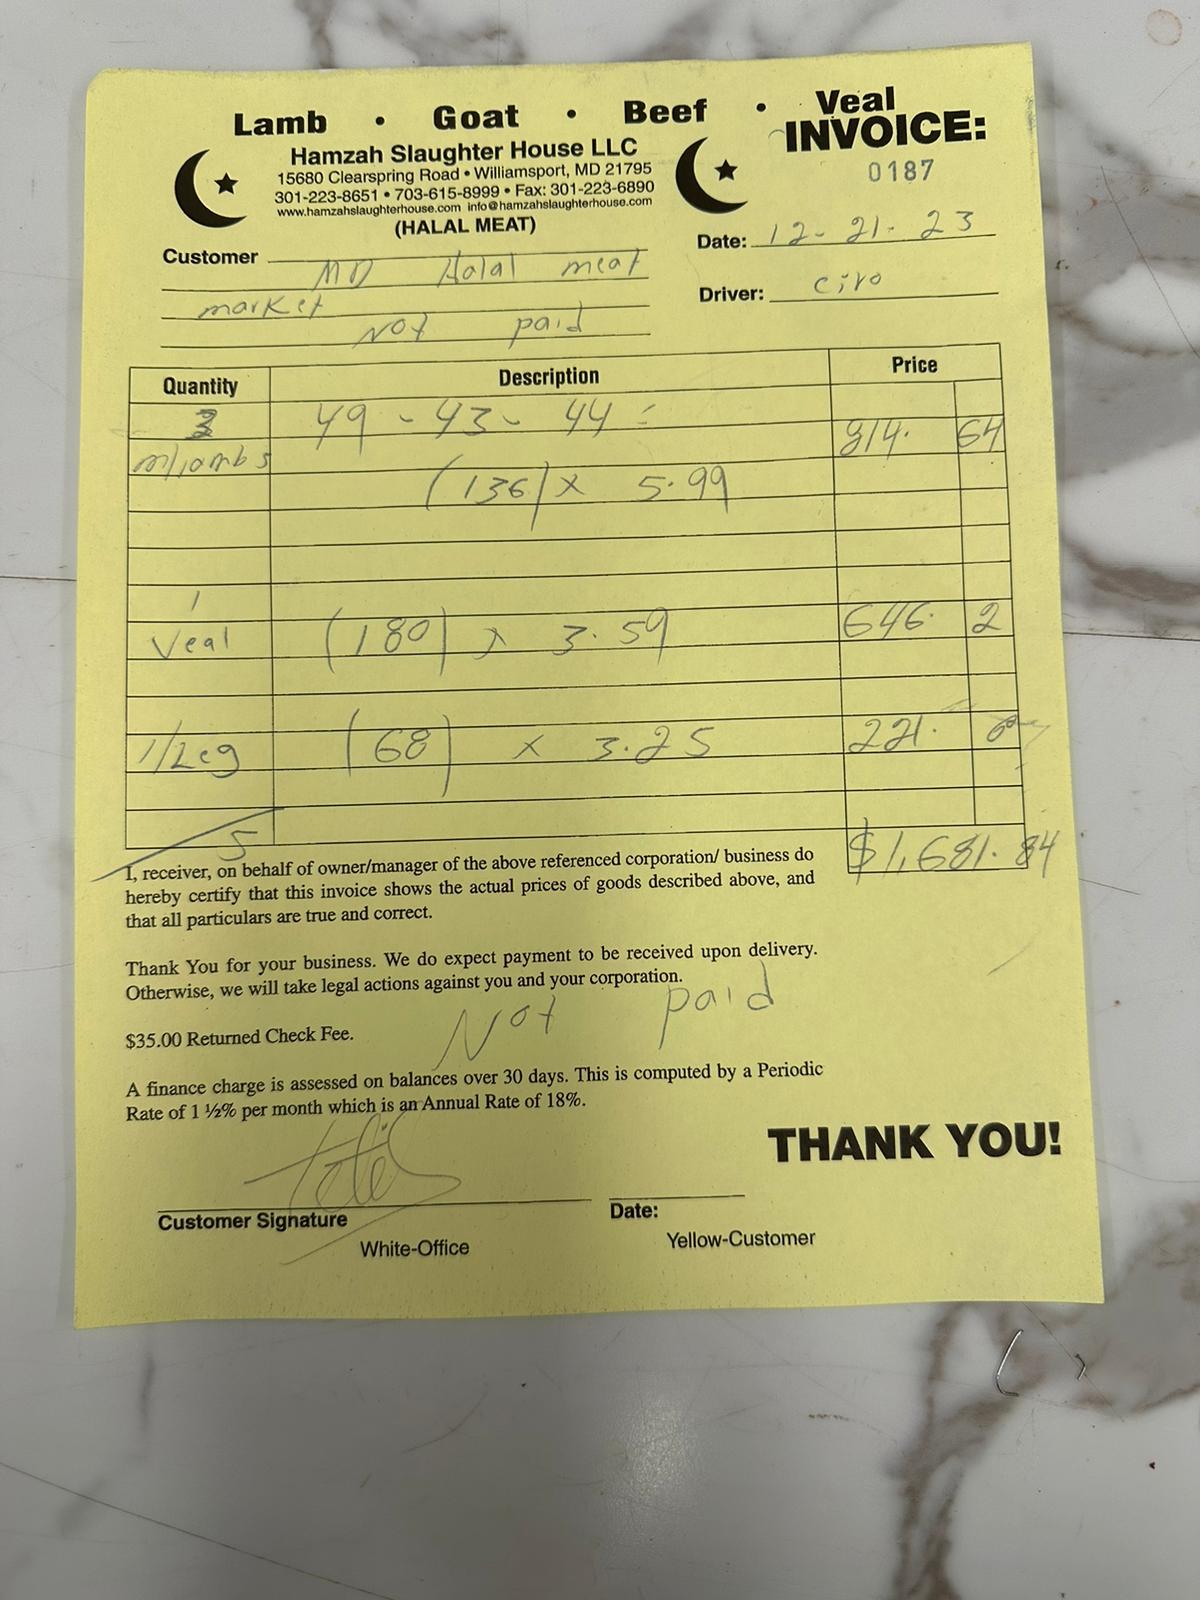 Lamb • Goat • Beef • Veal
INVOICE:
0187
Hamzah Slaughter House LLC
15680 Clearspring Road • Williamsport, MD 21795
301-223-8651 • 703-615-8999 • Fax: 301-223-6890
www.hamzahslaughterhouse.com info@hamzahslaughterhouse.com
(HALAL MEAT)
Date: 12-21-23
Driver: Ciro
Customer MD Halal meat
market
Not paid
Quantity Description Price
3 49 - 43 - 44 = 814. 64
lambs
(136) x 5.99
1
Veal (180) x 3.59 646. 2
1/Leg (68) x 3.25 221.
5
$1,681.84
I, receiver, on behalf of owner/manager of the above referenced corporation/ business do
hereby certify that this invoice shows the actual prices of goods described above, and
that all particulars are true and correct.
Thank You for your business. We do expect payment to be received upon delivery.
Otherwise, we will take legal actions against you and your corporation.
Not paid
$35.00 Returned Check Fee.
A finance charge is assessed on balances over 30 days. This is computed by a Periodic
Rate of 1 ½% per month which is an Annual Rate of 18%.
THANK YOU!
Customer Signature
Date:
White-Office
Yellow-Customer